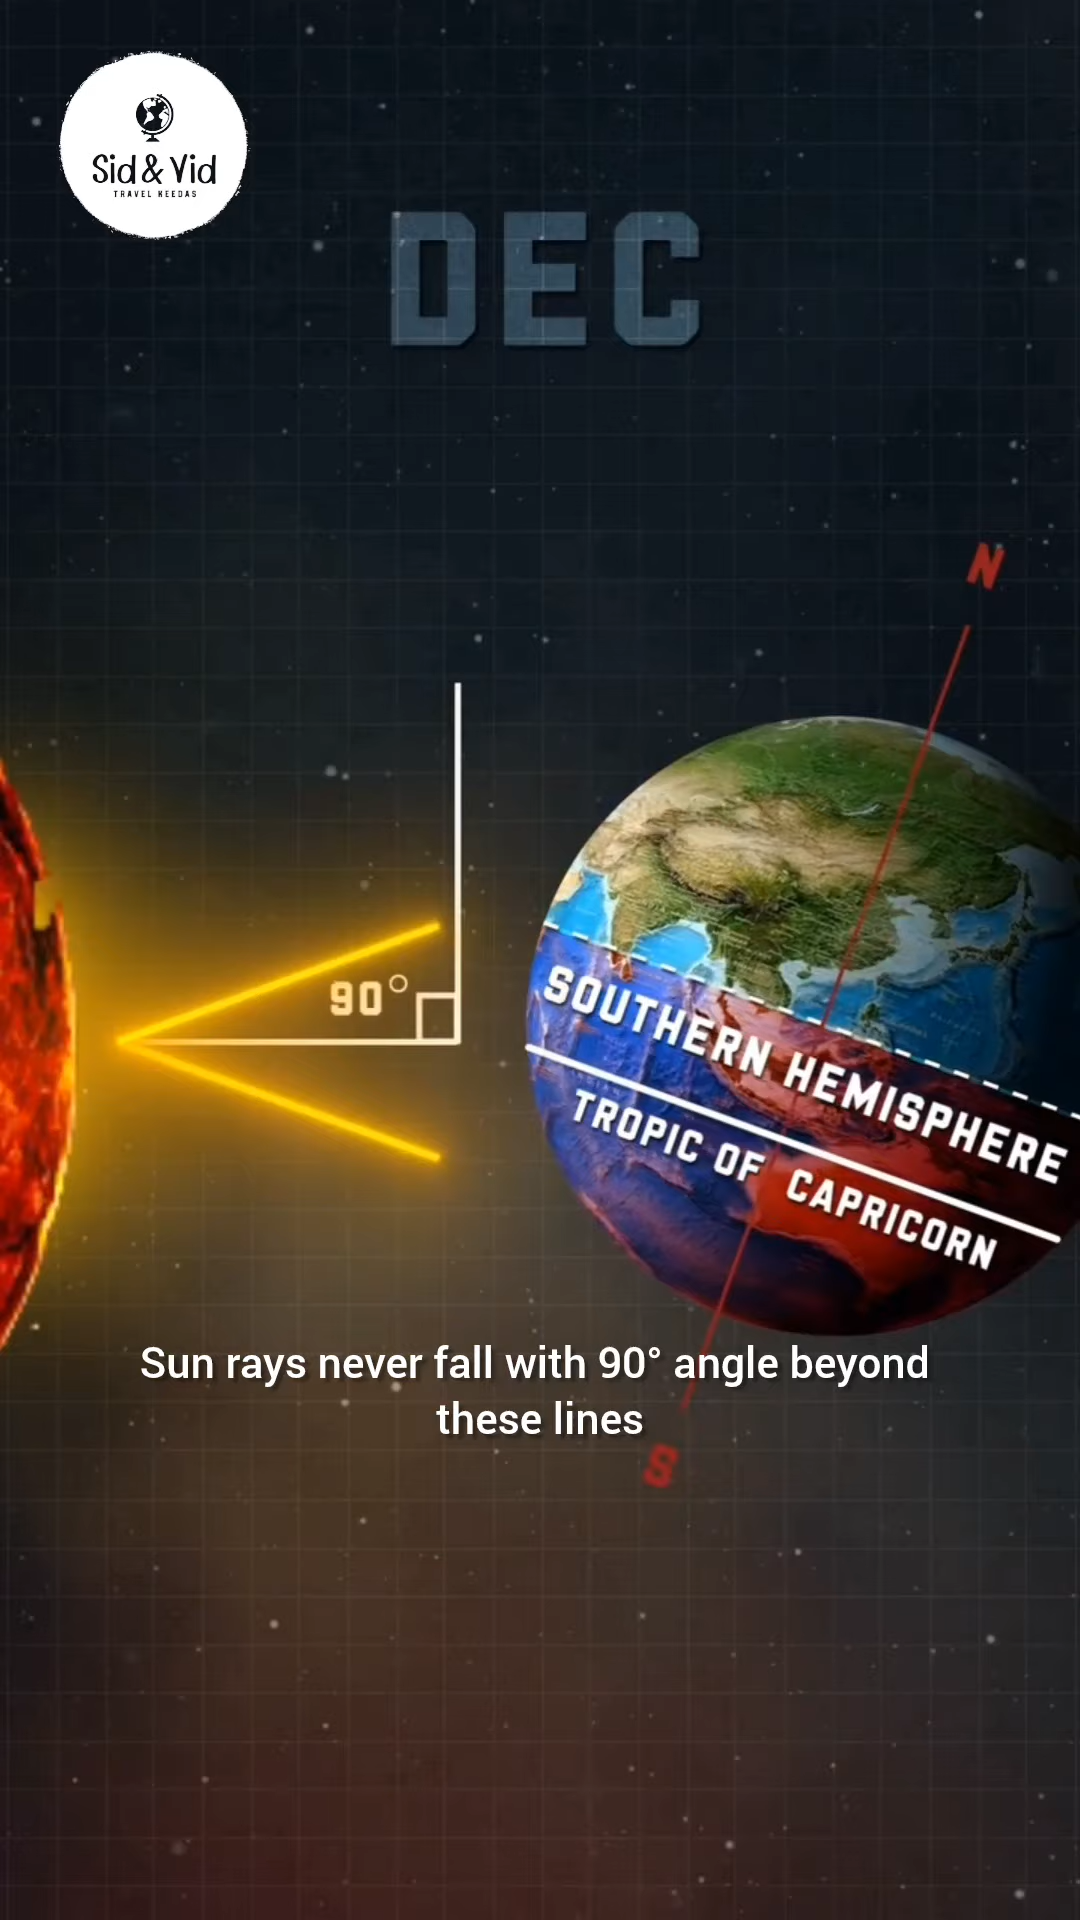 Sid & Vid
TRAVEL KEEDAS
DEC
N
90°
SOUTHERN HEMISPHERE
TROPIC OF CAPRICORN
Sun rays never fall with 90° angle beyond
these lines
S